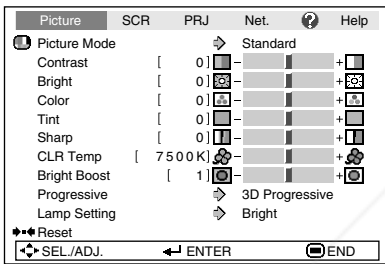 Picture SCR PRJ Net. ? Help
Picture Mode Standard
Contrast [ 0] - +
Bright [ 0] - +
Color [ 0] - +
Tint [ 0] - +
Sharp [ 0] - +
CLR Temp [ 7500K] - +
Bright Boost [ 1] - +
Progressive 3D Progressive
Lamp Setting Bright
Reset
SEL./ADJ. ENTER END